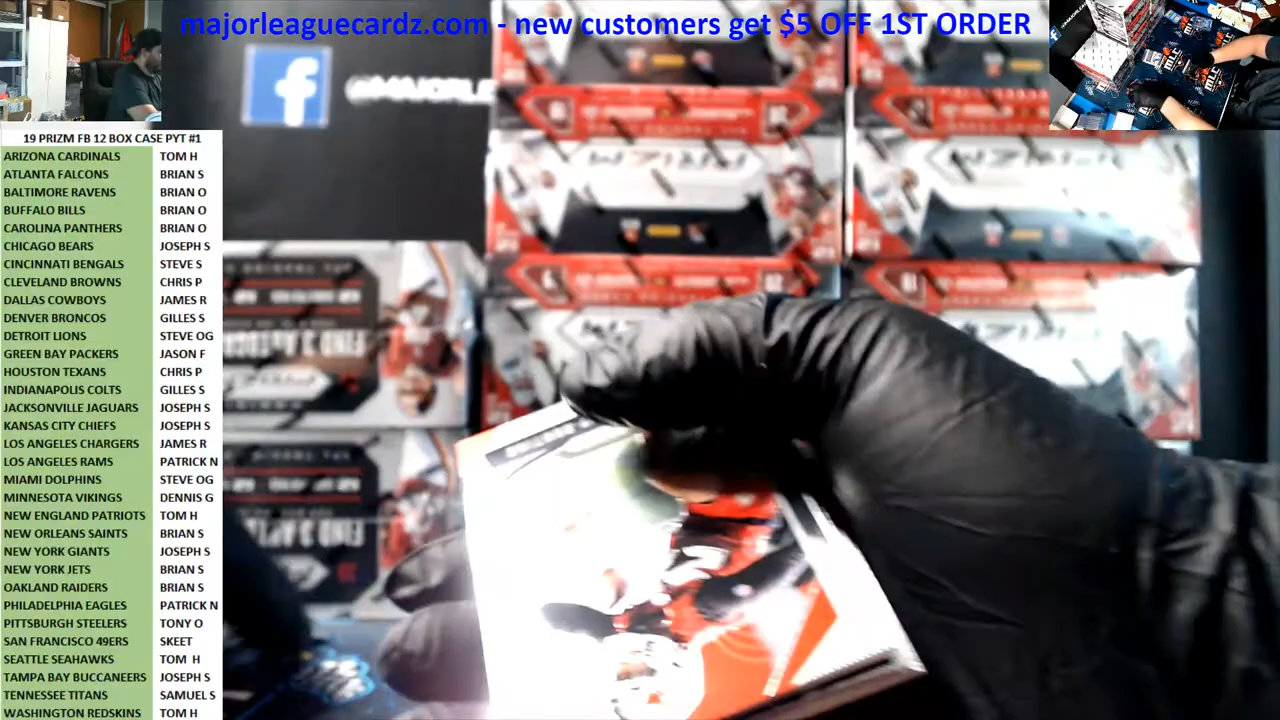 majorleaguecardz.com - new customers get $5 OFF 1ST ORDER
f @MAJORLE
19 PRIZM FB 12 BOX CASE PYT #1
ARIZONA CARDINALS TOM H
ATLANTA FALCONS BRIAN S
BALTIMORE RAVENS BRIAN O
BUFFALO BILLS BRIAN O
CAROLINA PANTHERS BRIAN O
CHICAGO BEARS JOSEPH S
CINCINNATI BENGALS STEVE S
CLEVELAND BROWNS CHRIS P
DALLAS COWBOYS JAMES R
DENVER BRONCOS GILLES S
DETROIT LIONS STEVE OG
GREEN BAY PACKERS JASON F
HOUSTON TEXANS CHRIS P
INDIANAPOLIS COLTS GILLES S
JACKSONVILLE JAGUARS JOSEPH S
KANSAS CITY CHIEFS JOSEPH S
LOS ANGELES CHARGERS JAMES R
LOS ANGELES RAMS PATRICK N
MIAMI DOLPHINS STEVE OG
MINNESOTA VIKINGS DENNIS G
NEW ENGLAND PATRIOTS TOM H
NEW ORLEANS SAINTS BRIAN S
NEW YORK GIANTS JOSEPH S
NEW YORK JETS BRIAN S
OAKLAND RAIDERS BRIAN S
PHILADELPHIA EAGLES PATRICK N
PITTSBURGH STEELERS TONY O
SAN FRANCISCO 49ERS SKEET
SEATTLE SEAHAWKS TOM H
TAMPA BAY BUCCANEERS JOSEPH S
TENNESSEE TITANS SAMUEL S
WASHINGTON REDSKINS TOM H
PRIZM